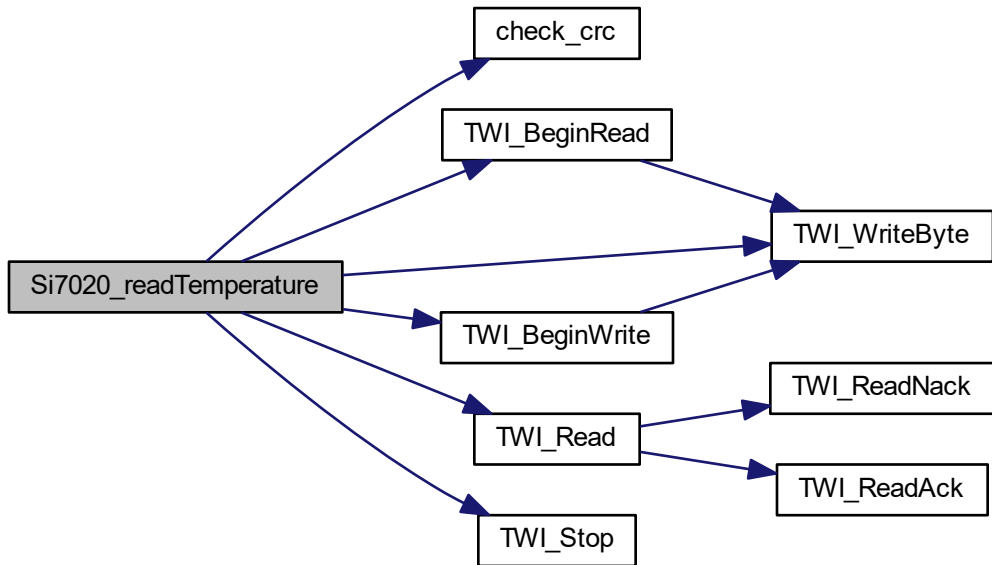 check_crc
TWI_BeginRead
TWI_WriteByte
Si7020_readTemperature
TWI_BeginWrite
TWI_ReadNack
TWI_Read
TWI_ReadAck
TWI_Stop